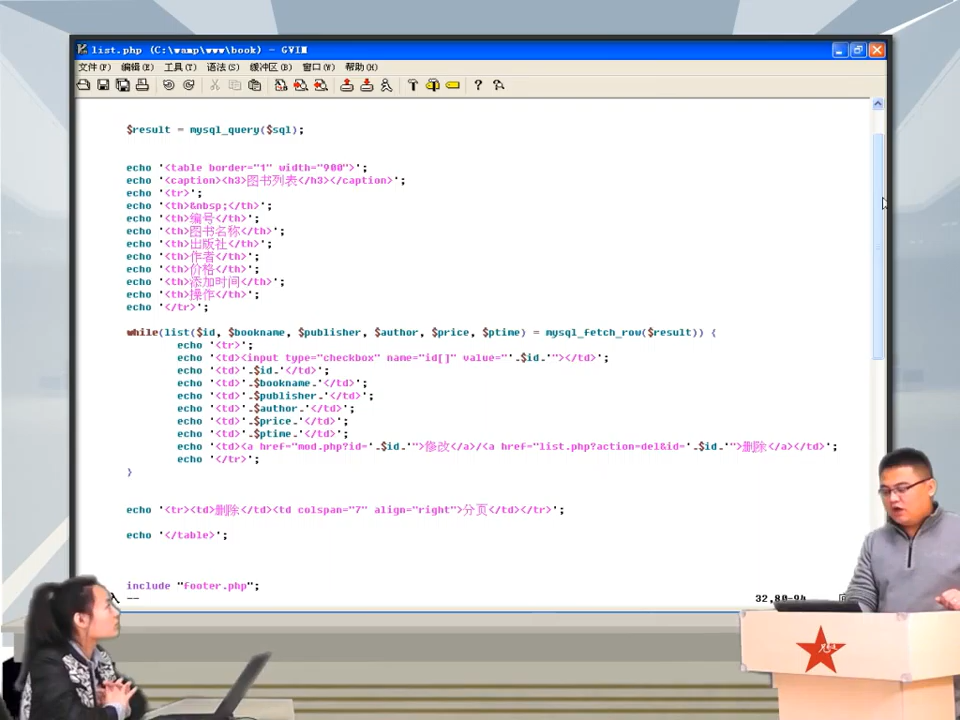 list.php (C:\wamp\www\book) - GVIM
文件(F) 编辑(E) 工具(T) 语法(S) 缓冲区(B) 窗口(W) 帮助(H)
$result = mysql_query($sql);
echo '<table border="1" width="900">';
echo '<caption><h3>图书列表</h3></caption>';
echo '<tr>';
echo '<th>&nbsp;</th>';
echo '<th>编号</th>';
echo '<th>图书名称</th>';
echo '<th>出版社</th>';
echo '<th>作者</th>';
echo '<th>价格</th>';
echo '<th>添加时间</th>';
echo '<th>操作</th>';
echo '</tr>';
while(list($id, $bookname, $publisher, $author, $price, $ptime) = mysql_fetch_row($result)) {
echo '<tr>';
echo '<td><input type="checkbox" name="id[]" value="'.$id.'"></td>';
echo '<td>'.$id.'</td>';
echo '<td>'.$bookname.'</td>';
echo '<td>'.$publisher.'</td>';
echo '<td>'.$author.'</td>';
echo '<td>'.$price.'</td>';
echo '<td>'.$ptime.'</td>';
echo '<td><a href="mod.php?id='.$id.'">修改</a>/<a href="list.php?action=del&id='.$id.'">删除</a></td>';
echo '</tr>';
}
echo '<tr><td>删除</td><td colspan="7" align="right">分页</td></tr>';
echo '</table>';
include "footer.php";
入 --
32,80-94